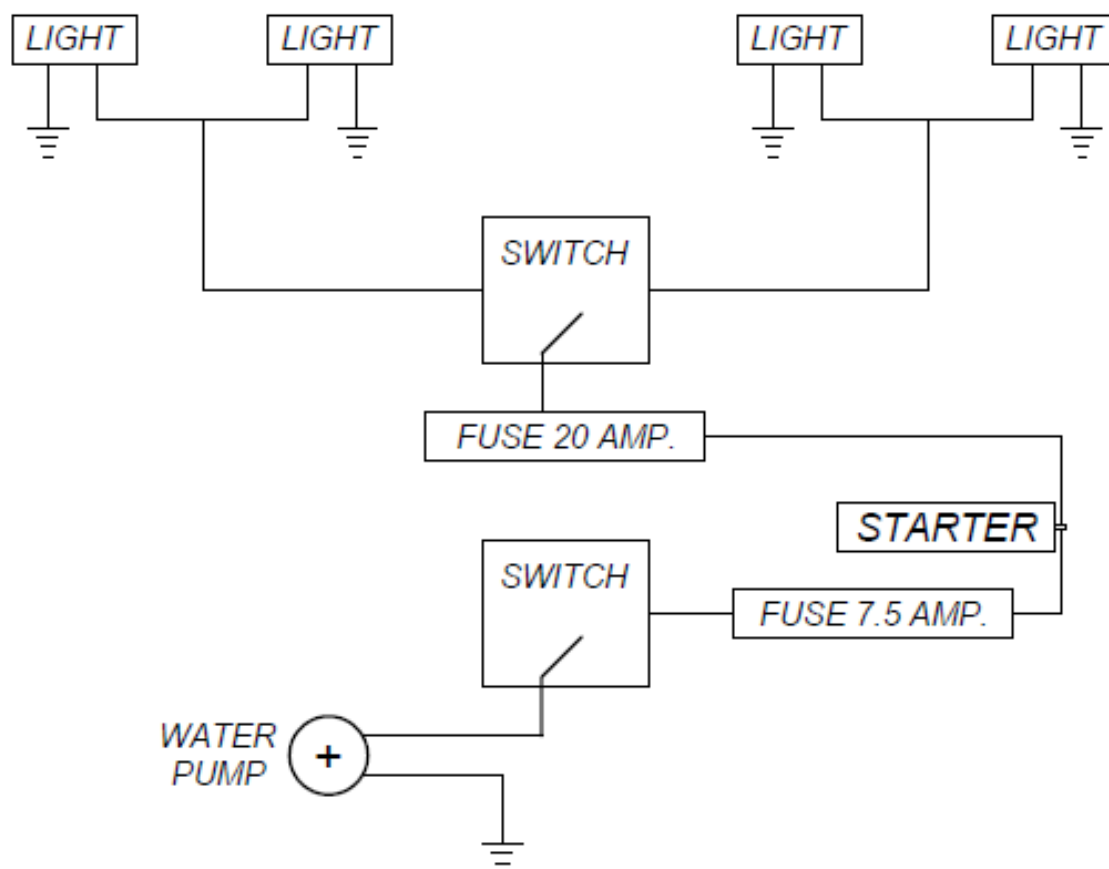 LIGHT
LIGHT
LIGHT
LIGHT
SWITCH
FUSE 20 AMP.
STARTER
SWITCH
FUSE 7.5 AMP.
WATER
PUMP
+